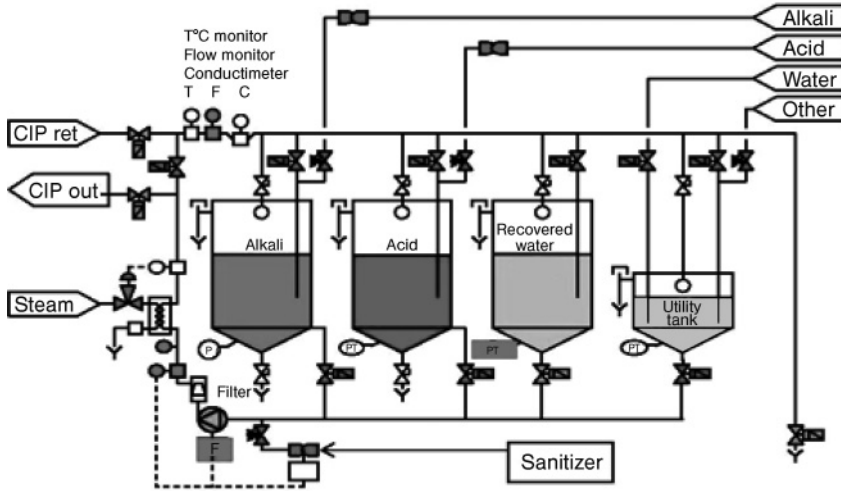 Alkali
T°C monitor
Flow monitor
Acid
Conductimeter
T F C
Water
Other
CIP ret
CIP out
Alkali
Acid
Recovered
water
Steam
Utility
tank
P
PT
PT
PT
Filter
F
Sanitizer